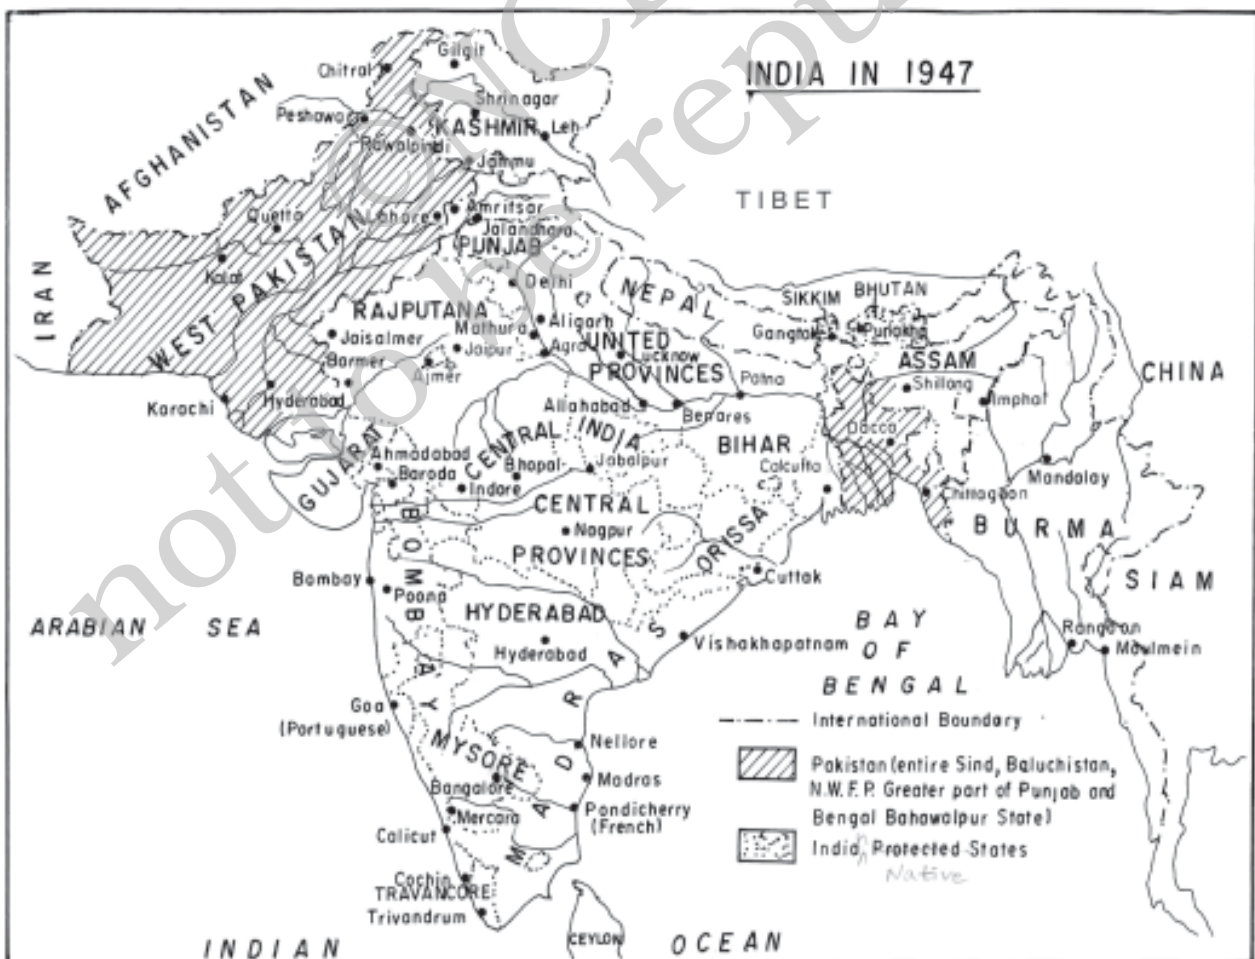 INDIA IN 1947
Gilgit
Chitral
Shrinagar
Peshawar
KASHMIR
Leh
Rawalpindi
Jammu
AFGHANISTAN
TIBET
Quetta
Lahore
Amritsar
Jalandhara
PUNJAB
Kalat
IRAN
WEST PAKISTAN
Delhi
NEPAL
SIKKIM
BHUTAN
RAJPUTANA
Jaisalmer
Mathura
Aligarh
UNITED
Gangtok
Punakha
Barmer
Jaipur
Agra
Lucknow
ASSAM
Ajmer
PROVINCES
Patna
Shillong
CHINA
Karachi
Hyderabad
Allahabad
Benares
Imphal
GUJARAT
CENTRAL INDIA
BIHAR
Dacca
Ahmadabad
Baroda
Bhopal
Jabalpur
Calcutta
Mandalay
Indore
CENTRAL
Chittagoan
Nagpur
PROVINCES
ORISSA
BURMA
BOMBAY
Bombay
Poona
Cuttak
SIAM
HYDERABAD
Hyderabad
ARABIAN SEA
Vishakhapatnam
BAY
OF
BENGAL
Rangoon
Moulmein
Goa
(Portuguese)
MADRAS
MYSORE
Nellore
Bangalore
Madras
Mercara
Pondicherry
(French)
Calicut
Cochin
TRAVANCORE
Trivandrum
CEYLON
INDIAN OCEAN
International Boundary
Pakistan (entire Sind, Baluchistan,
N.W.F.P. Greater part of Punjab and
Bengal Bahawalpur State)
Indian Protected States
Native
not to be repu